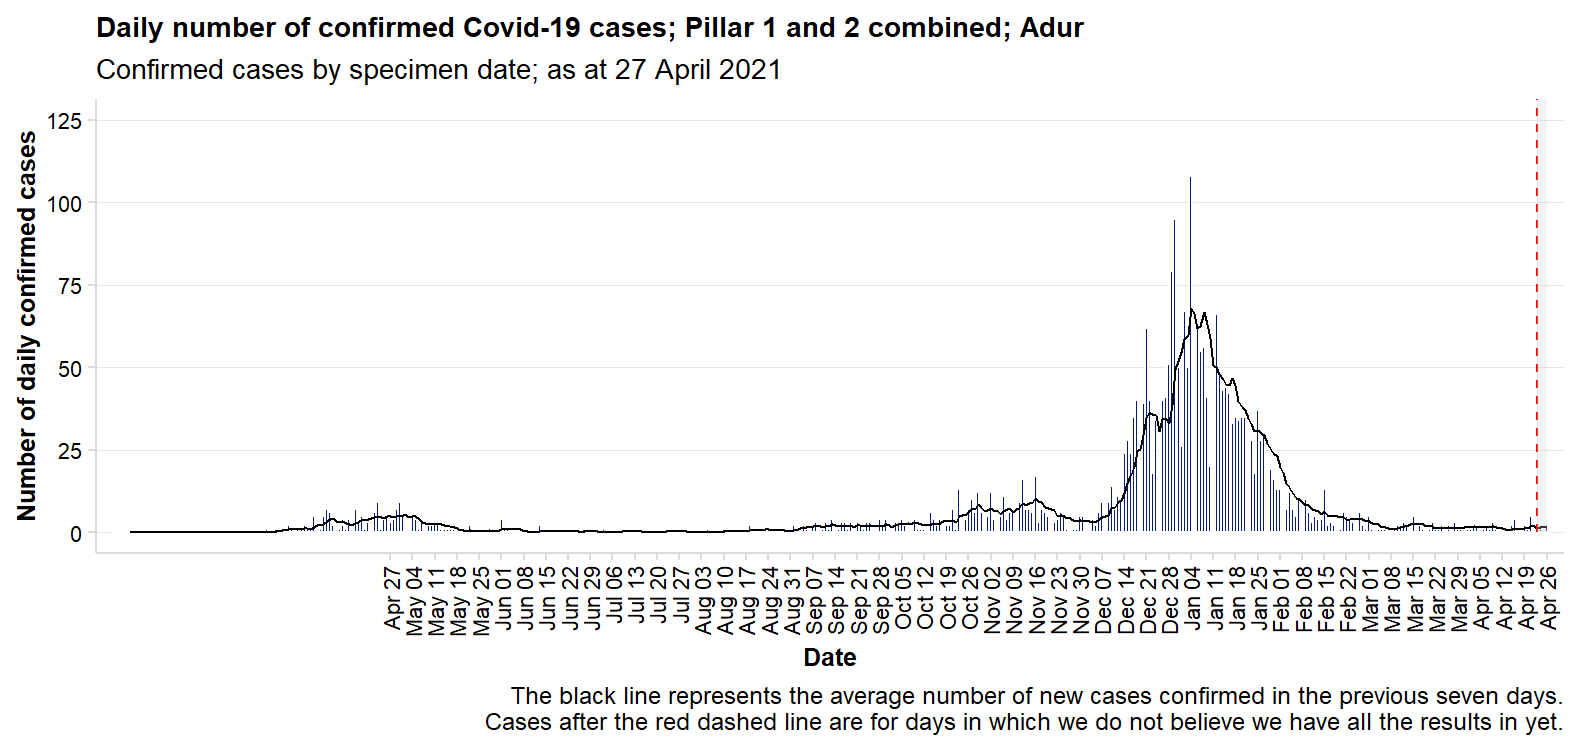 Daily number of confirmed Covid-19 cases; Pillar 1 and 2 combined; Adur
Confirmed cases by specimen date; as at 27 April 2021
Number of daily confirmed cases
125
100
75
50
25
0
Apr 27
May 04
May 11
May 18
May 25
Jun 01
Jun 08
Jun 15
Jun 22
Jun 29
Jul 06
Jul 13
Jul 20
Jul 27
Aug 03
Aug 10
Aug 17
Aug 24
Aug 31
Sep 07
Sep 14
Sep 21
Sep 28
Oct 05
Oct 12
Oct 19
Oct 26
Nov 02
Nov 09
Nov 16
Nov 23
Nov 30
Dec 07
Dec 14
Dec 21
Dec 28
Jan 04
Jan 11
Jan 18
Jan 25
Feb 01
Feb 08
Feb 15
Feb 22
Mar 01
Mar 08
Mar 15
Mar 22
Mar 29
Apr 05
Apr 12
Apr 19
Apr 26
Date
The black line represents the average number of new cases confirmed in the previous seven days.
Cases after the red dashed line are for days in which we do not believe we have all the results in yet.